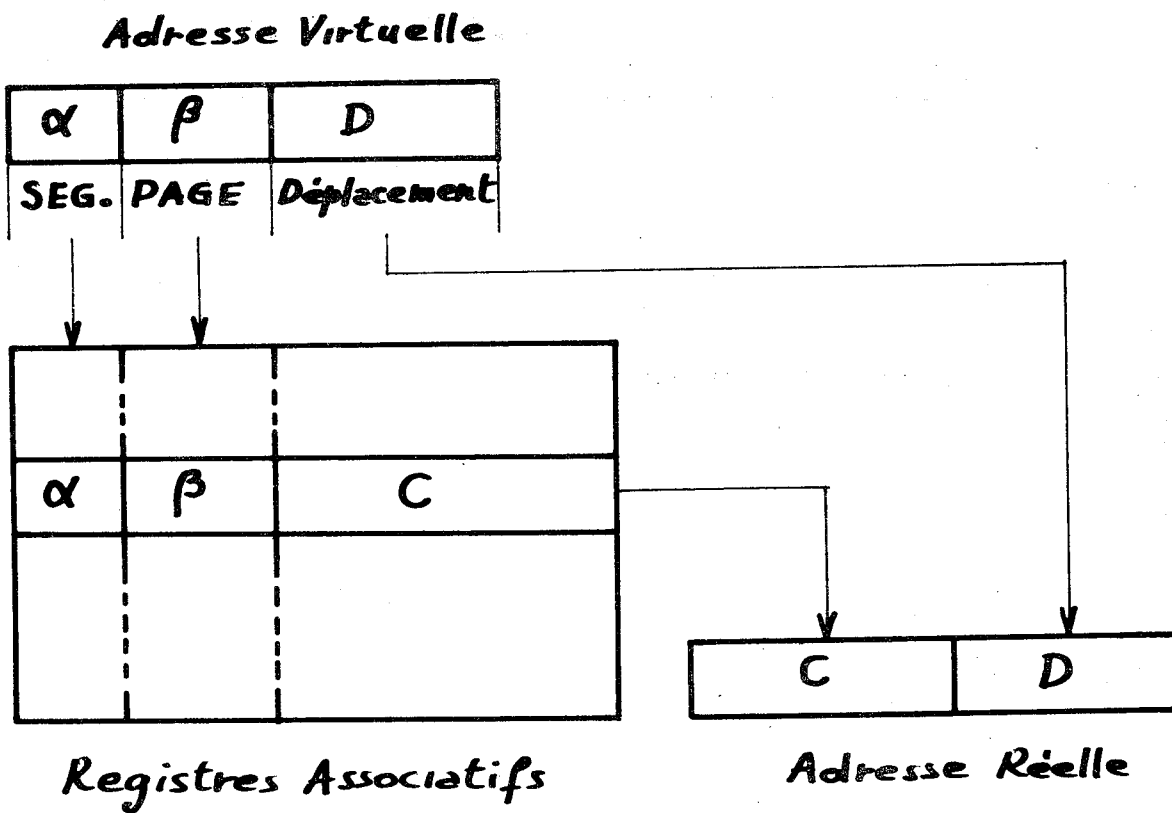 Adresse Virtuelle
α β D
SEG. PAGE Déplacement
α β C
C D
Registres Associatifs
Adresse Réelle